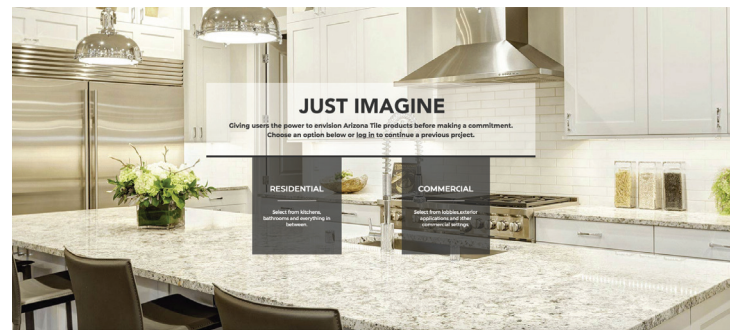 JUST IMAGINE
Giving users the power to envision Arizona Tile products before making a commitment.
Choose an option below or log in to continue a previous project.
RESIDENTIAL
Select from kitchens,
bathrooms and everything in
between.
COMMERCIAL
Select from lobbies,exterior
applications and other
commercial settings.